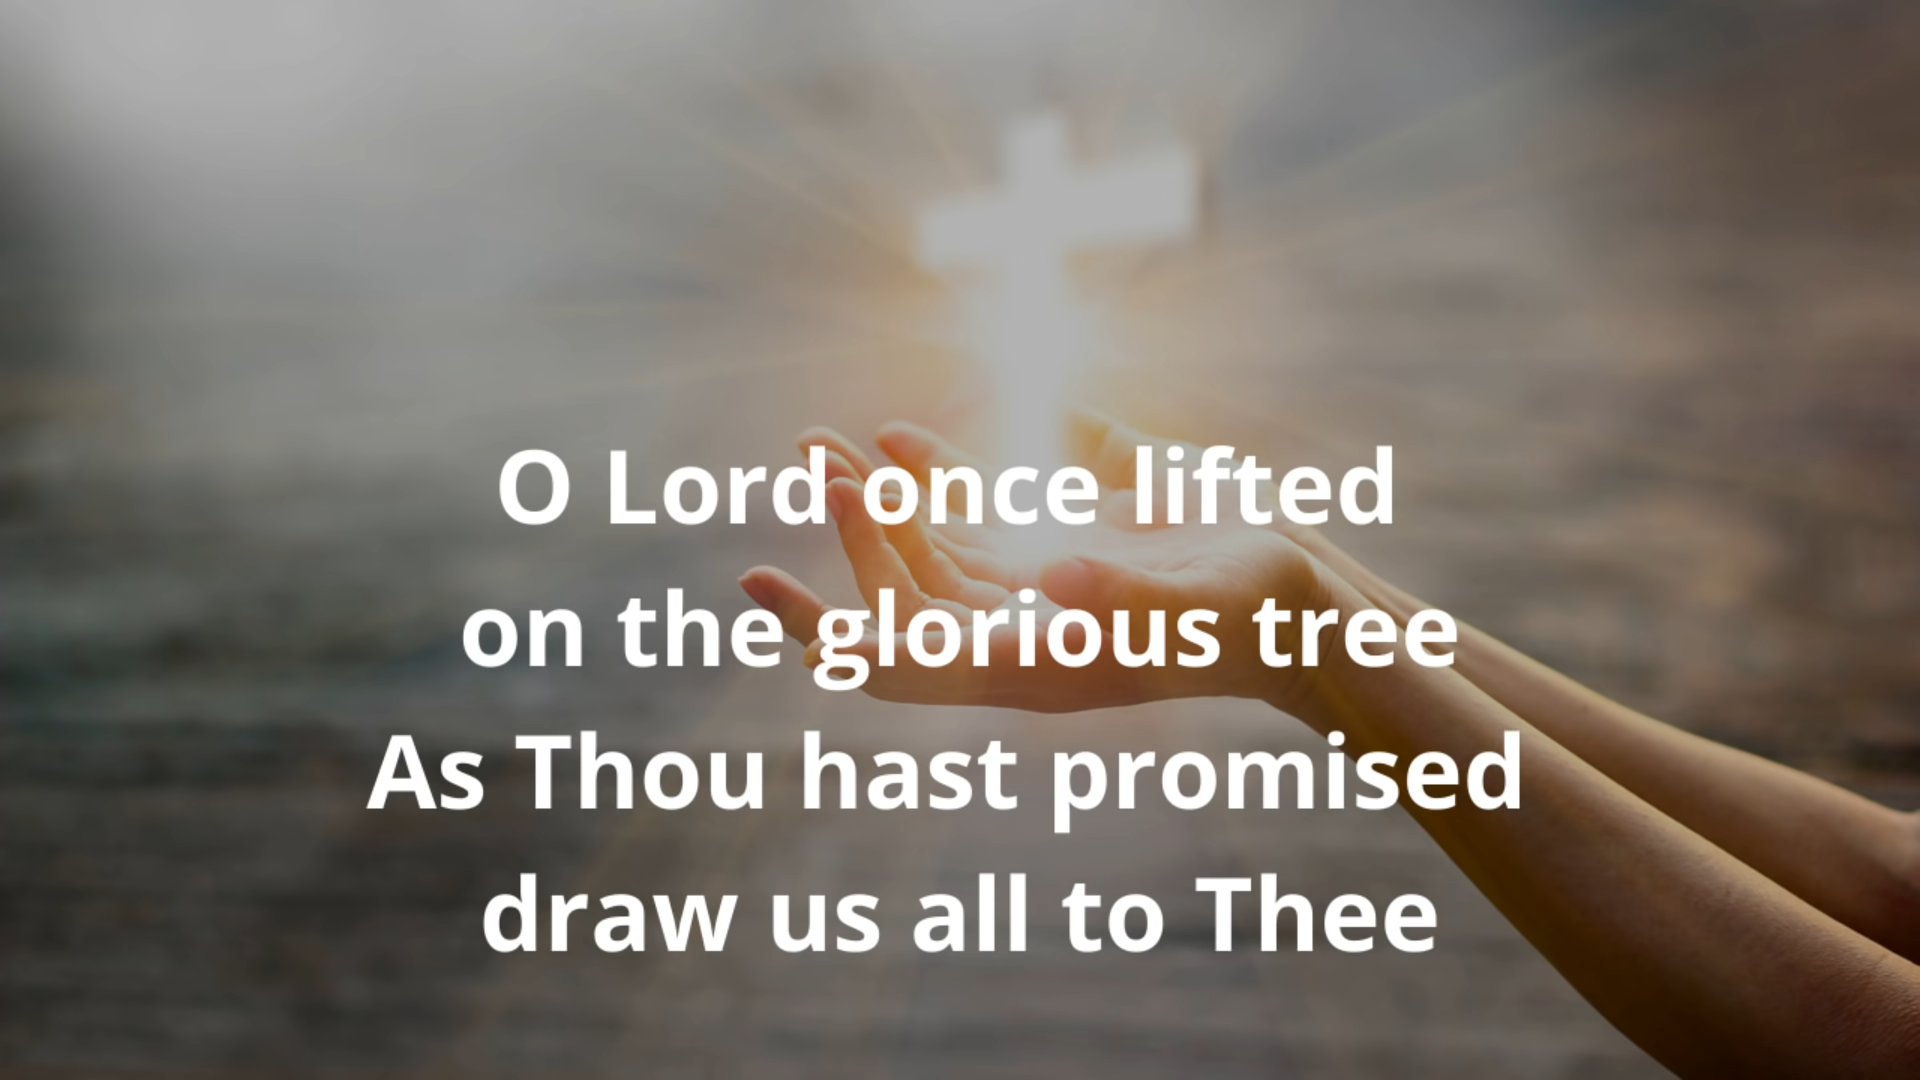 O Lord once lifted
on the glorious tree
As Thou hast promised
draw us all to Thee